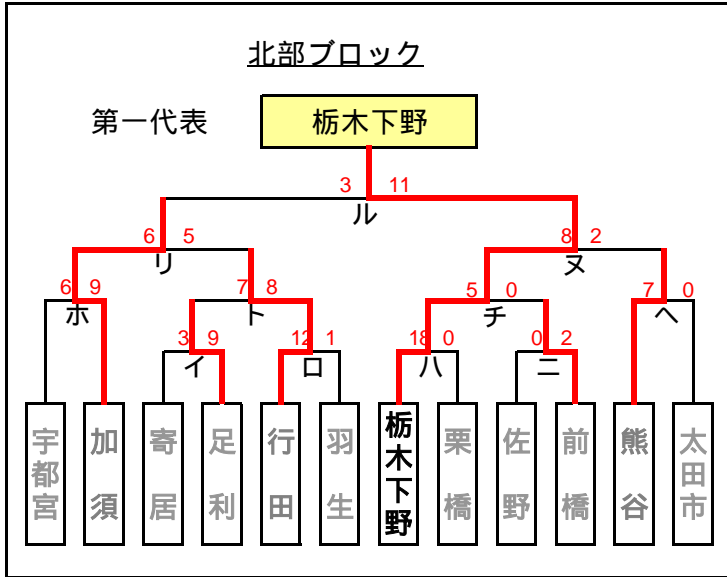 北部ブロック
第一代表
栃木下野
3 11
ル
6 5
リ
8 2
ヌ
6 9
ホ
7 8
ト
5 0
チ
7 0
ヘ
3 9
イ
12 1
ロ
18 0
ハ
0 2
ニ
宇都宮
加須
寄居
足利
行田
羽生
栃木下野
栗橋
佐野
前橋
熊谷
太田市